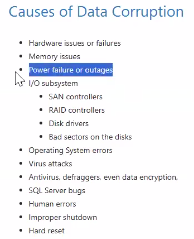 Causes of Data Corruption
Hardware issues or failures
Memory issues
Power failure or outages
I/O subsystem
SAN controllers
RAID controllers
Disk drivers
Bad sectors on the disks
Operating System errors
Virus attacks
Antivirus, defraggers, even data encryption,
SQL Server bugs
Human errors
Improper shutdown
Hard reset